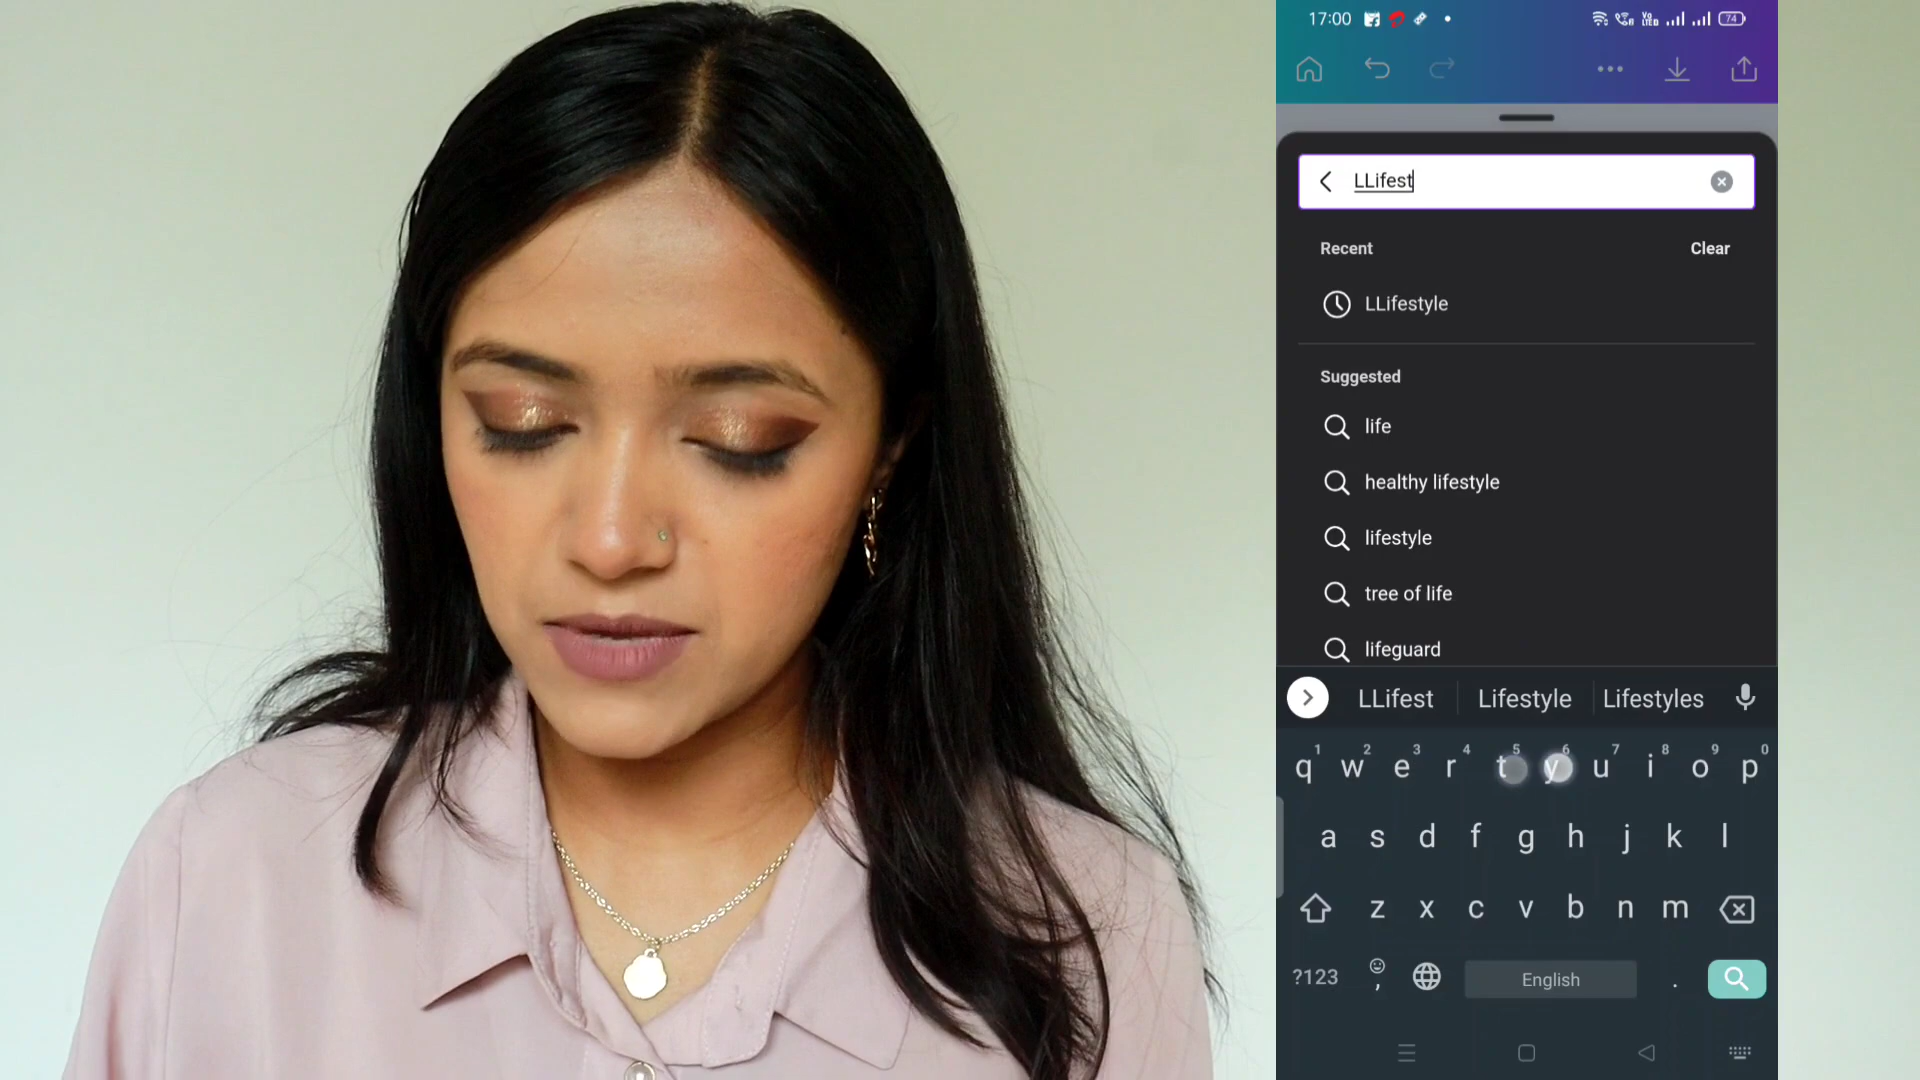 17:00
74
LLifest
Recent
Clear
LLifestyle
Suggested
life
healthy lifestyle
lifestyle
tree of life
lifeguard
LLifest Lifestyle Lifestyles
1 2 3 4 5 6 7 8 9 0
q w e r t y u i o p
a s d f g h j k l
z x c v b n m
?123 , English .